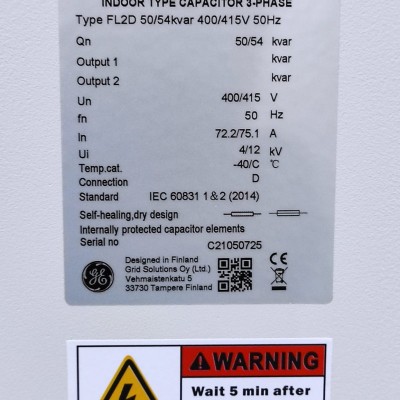 INDOOR TYPE CAPACITOR 3-PHASE
Type FL2D 50/54kvar 400/415V 50Hz
Qn 50/54 kvar
Output 1 kvar
Output 2 kvar
Un 400/415 V
fn 50 Hz
In 72.2/75.1 A
Ui 4/12 kV
Temp.cat. -40/C °C
Connection D
Standard IEC 60831 1&2 (2014)
Self-healing,dry design
Internally protected capacitor elements
Serial no C21050725
GE
Designed in Finland
Grid Solutions Oy (Ltd.)
Vehmaistenkatu 5
33730 Tampere Finland
CE
WARNING
Wait 5 min after